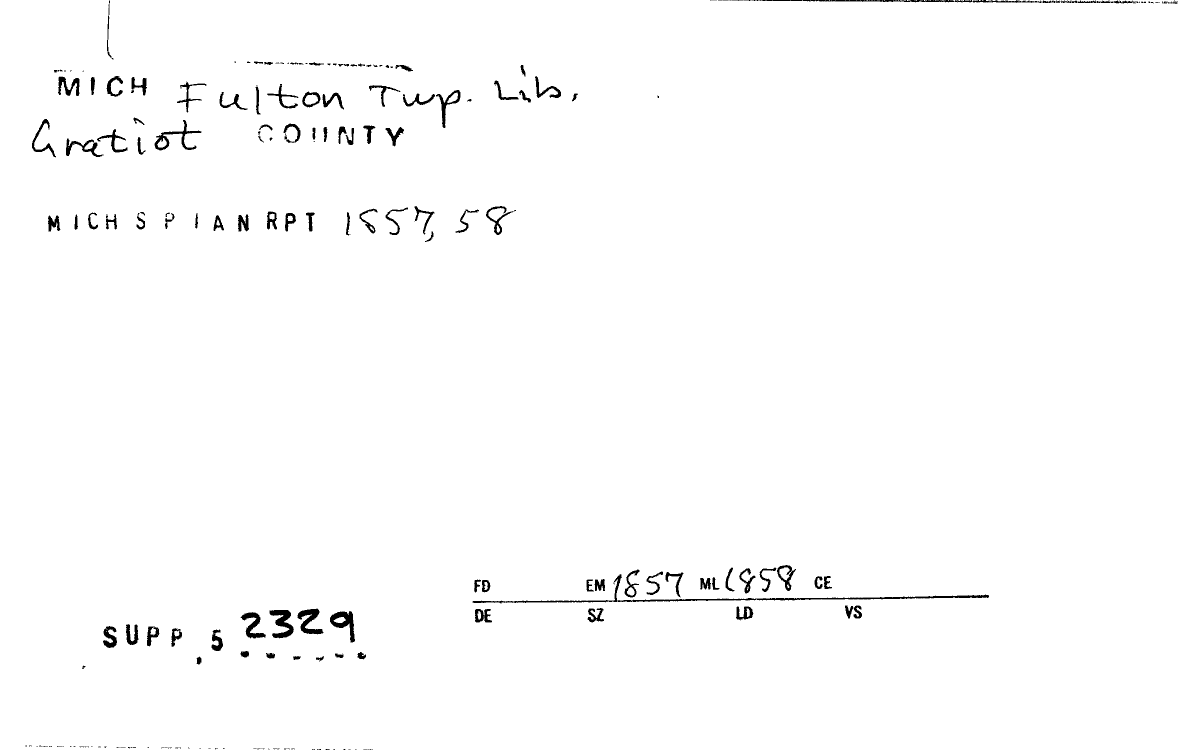 MICH Fulton Twp. Lib.
Gratiot COUNTY
MICH S P I AN RPT 1857, 58
FD EM 1857 ML 1858 CE
DE SZ LD VS
SUPP. 5 2329